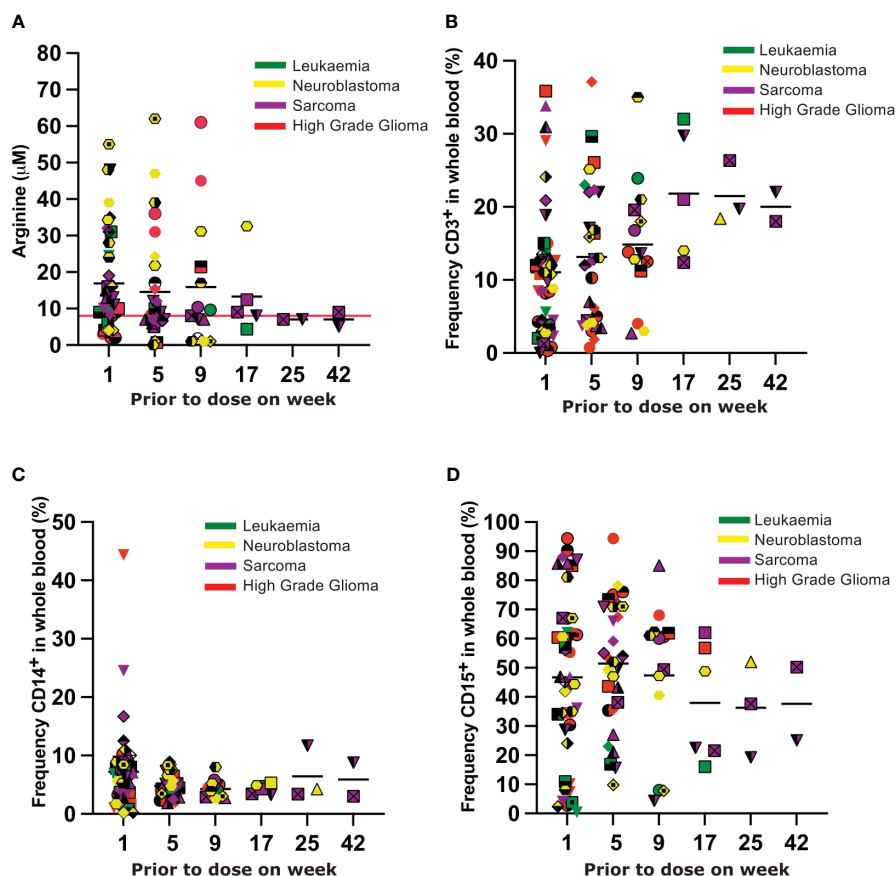 A
Arginine (μM)
80
70
60
50
40
30
20
10
0
Leukaemia
Neuroblastoma
Sarcoma
High Grade Glioma
1 5 9 17 25 42
Prior to dose on week
B
Frequency CD3+ in whole blood (%)
40
30
20
10
0
Leukaemia
Neuroblastoma
Sarcoma
High Grade Glioma
1 5 9 17 25 42
Prior to dose on week
C
Frequency CD14+ in whole blood (%)
50
40
30
20
10
0
Leukaemia
Neuroblastoma
Sarcoma
High Grade Glioma
1 5 9 17 25 42
Prior to dose on week
D
Frequency CD15+ in whole blood (%)
100
90
80
70
60
50
40
30
20
10
0
Leukaemia
Neuroblastoma
Sarcoma
High Grade Glioma
1 5 9 17 25 42
Prior to dose on week